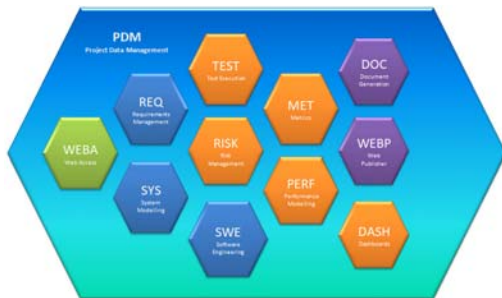 PDM
Project Data Management
TEST
Test Execution
DOC
Document
Generation
REQ
Requirements
Management
MET
Metrics
WEBA
Web Access
RISK
Risk
Management
WEBP
Web
Publisher
SYS
System
Modelling
PERF
Performance
Modelling
SWE
Software
Engineering
DASH
Dashboards